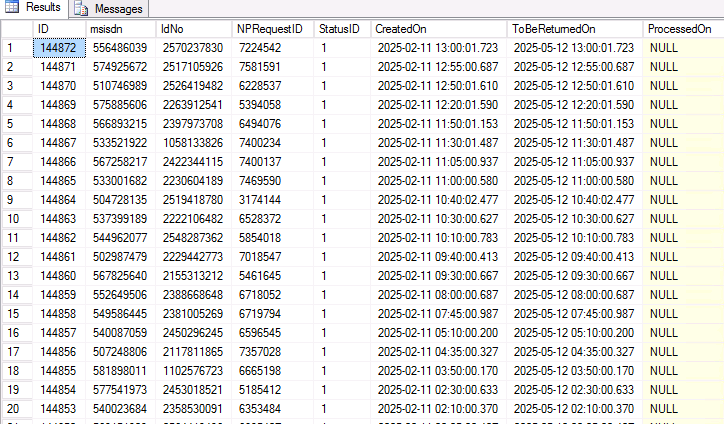 Results Messages
ID msisdn IdNo NPRequestID StatusID CreatedOn ToBeReturnedOn ProcessedOn
1 144872 556486039 2570237830 7224542 1 2025-02-11 13:00:01.723 2025-05-12 13:00:01.723 NULL
2 144871 574925672 2517105926 7581591 1 2025-02-11 12:55:00.687 2025-05-12 12:55:00.687 NULL
3 144870 510746989 2526419482 6228537 1 2025-02-11 12:50:01.610 2025-05-12 12:50:01.610 NULL
4 144869 575885606 2263912541 5394058 1 2025-02-11 12:20:01.590 2025-05-12 12:20:01.590 NULL
5 144868 566893215 2397973708 6494076 1 2025-02-11 11:50:01.153 2025-05-12 11:50:01.153 NULL
6 144867 533521922 1058133826 7400234 1 2025-02-11 11:30:01.487 2025-05-12 11:30:01.487 NULL
7 144866 567258217 2422344115 7400137 1 2025-02-11 11:05:00.937 2025-05-12 11:05:00.937 NULL
8 144865 533001682 2230604189 7469590 1 2025-02-11 11:00:00.580 2025-05-12 11:00:00.580 NULL
9 144864 504728135 2519418780 3174144 1 2025-02-11 10:40:02.477 2025-05-12 10:40:02.477 NULL
10 144863 537399189 2222106482 6528372 1 2025-02-11 10:30:00.627 2025-05-12 10:30:00.627 NULL
11 144862 544962077 2548287362 5854018 1 2025-02-11 10:10:00.783 2025-05-12 10:10:00.783 NULL
12 144861 502987479 2229442773 7018547 1 2025-02-11 09:40:00.413 2025-05-12 09:40:00.413 NULL
13 144860 567825640 2155313212 5461645 1 2025-02-11 09:30:00.667 2025-05-12 09:30:00.667 NULL
14 144859 552649506 2388668648 6718052 1 2025-02-11 08:00:00.687 2025-05-12 08:00:00.687 NULL
15 144858 549586445 2381005269 6719794 1 2025-02-11 07:45:00.987 2025-05-12 07:45:00.987 NULL
16 144857 540087059 2450296245 6596545 1 2025-02-11 05:10:00.200 2025-05-12 05:10:00.200 NULL
17 144856 507248806 2117811865 7357028 1 2025-02-11 04:35:00.327 2025-05-12 04:35:00.327 NULL
18 144855 581898011 1102576723 6665198 1 2025-02-11 03:50:00.170 2025-05-12 03:50:00.170 NULL
19 144854 577541973 2453018521 5185412 1 2025-02-11 02:30:00.633 2025-05-12 02:30:00.633 NULL
20 144853 540023684 2358530091 6353484 1 2025-02-11 02:10:00.370 2025-05-12 02:10:00.370 NULL